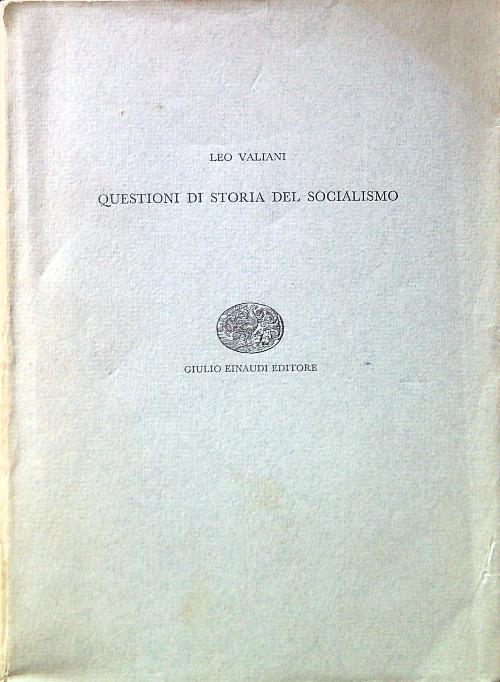 LEO VALIANI
QUESTIONI DI STORIA DEL SOCIALISMO
GIULIO EINAUDI EDITORE